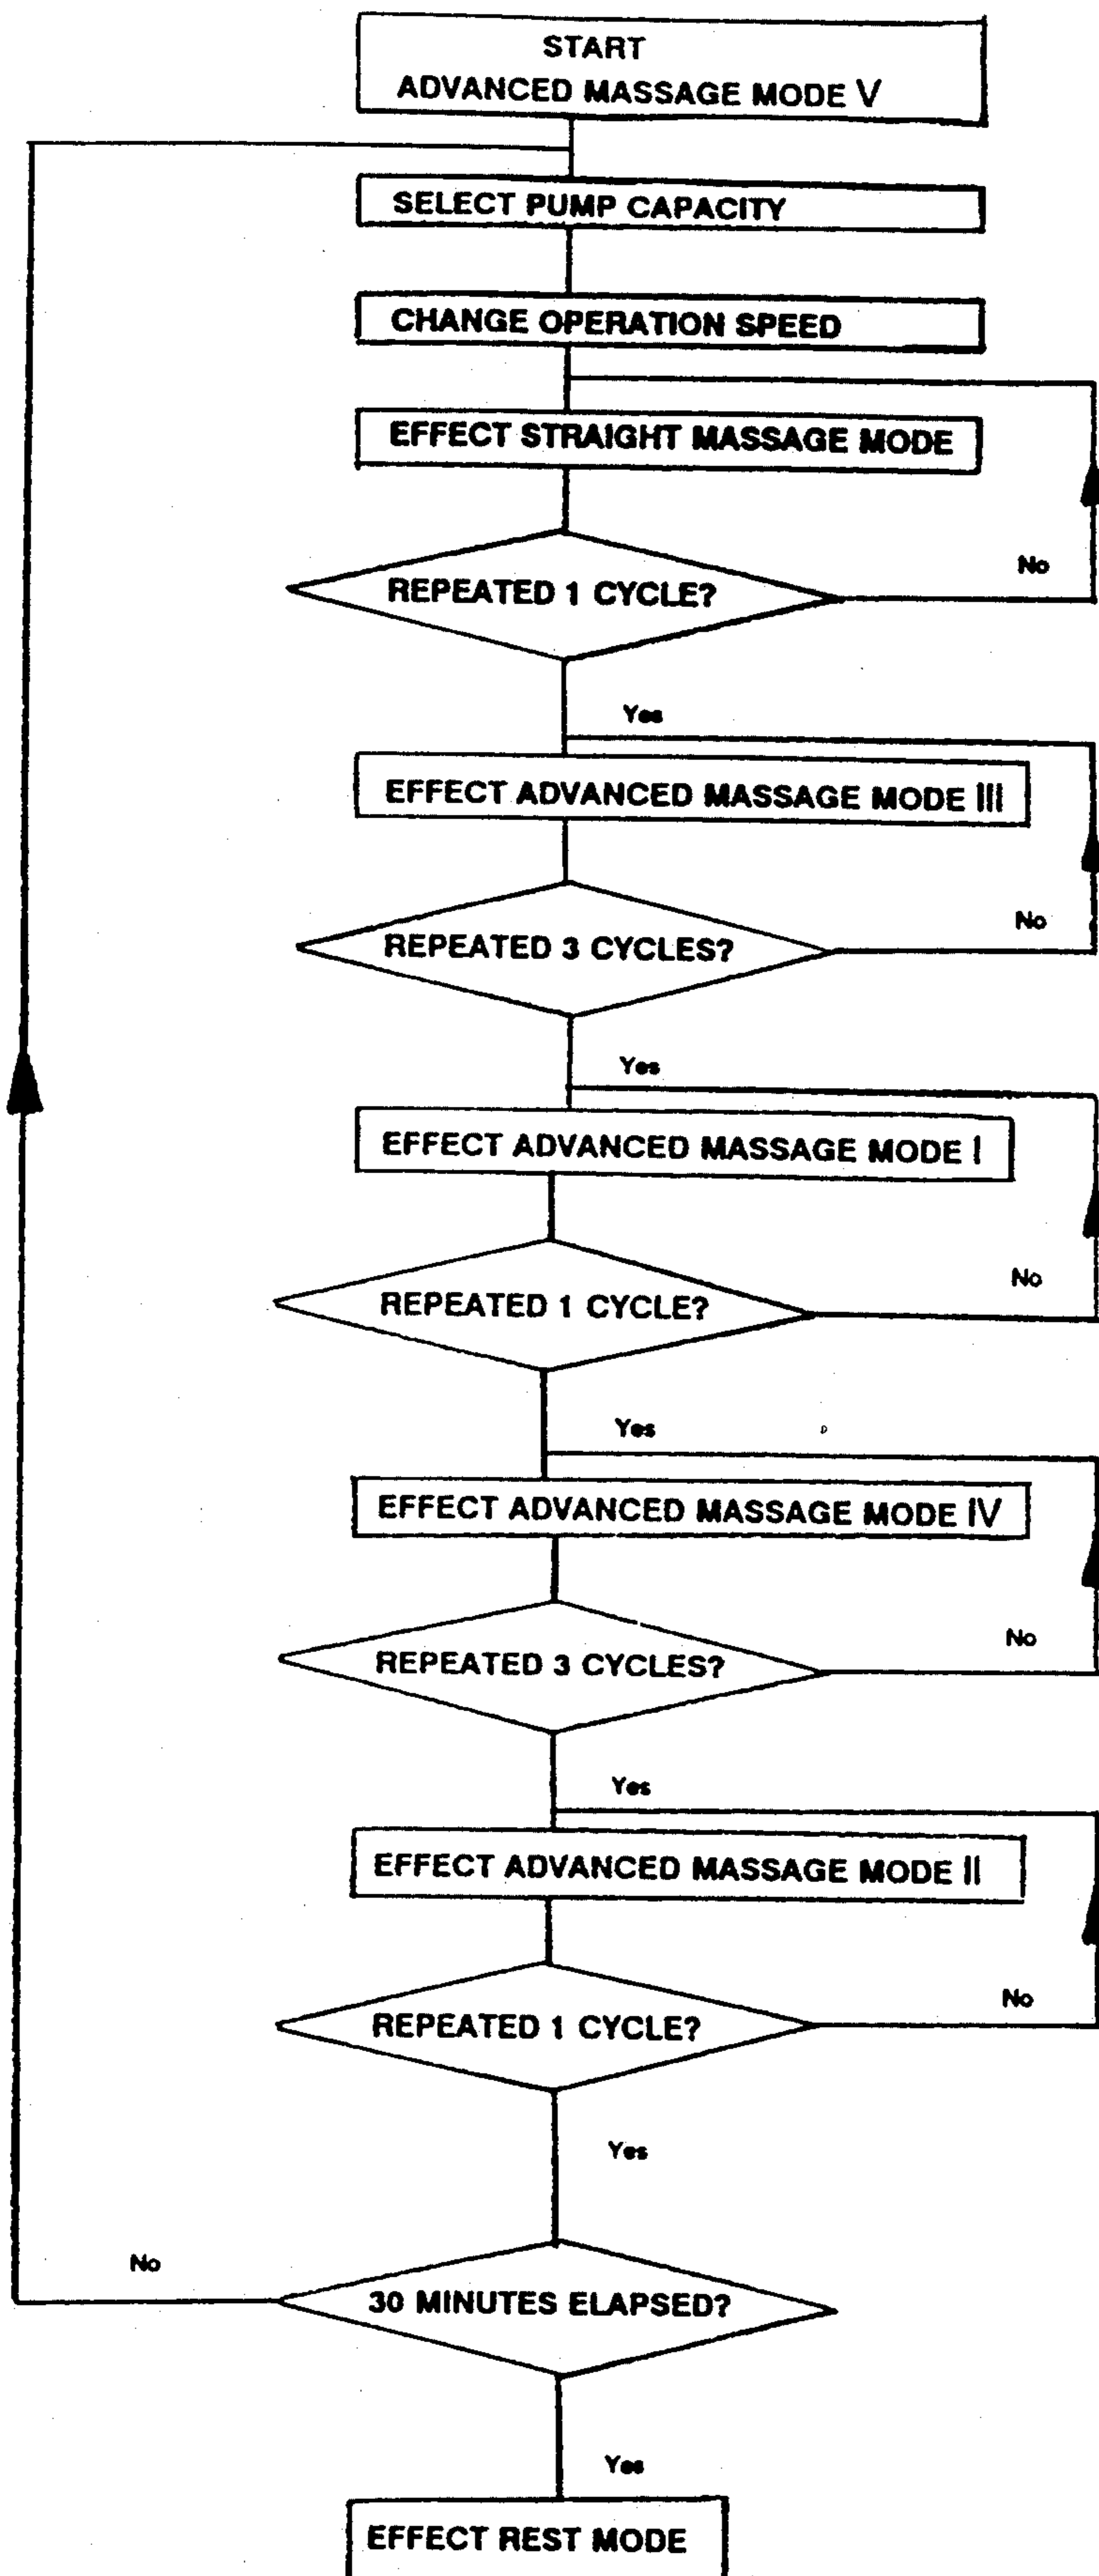 START
ADVANCED MASSAGE MODE V
SELECT PUMP CAPACITY
CHANGE OPERATION SPEED
EFFECT STRAIGHT MASSAGE MODE
No
REPEATED 1 CYCLE?
Yes
EFFECT ADVANCED MASSAGE MODE III
No
REPEATED 3 CYCLES?
Yes
EFFECT ADVANCED MASSAGE MODE I
No
REPEATED 1 CYCLE?
Yes
EFFECT ADVANCED MASSAGE MODE IV
No
REPEATED 3 CYCLES?
Yes
EFFECT ADVANCED MASSAGE MODE II
No
REPEATED 1 CYCLE?
Yes
No
30 MINUTES ELAPSED?
Yes
EFFECT REST MODE